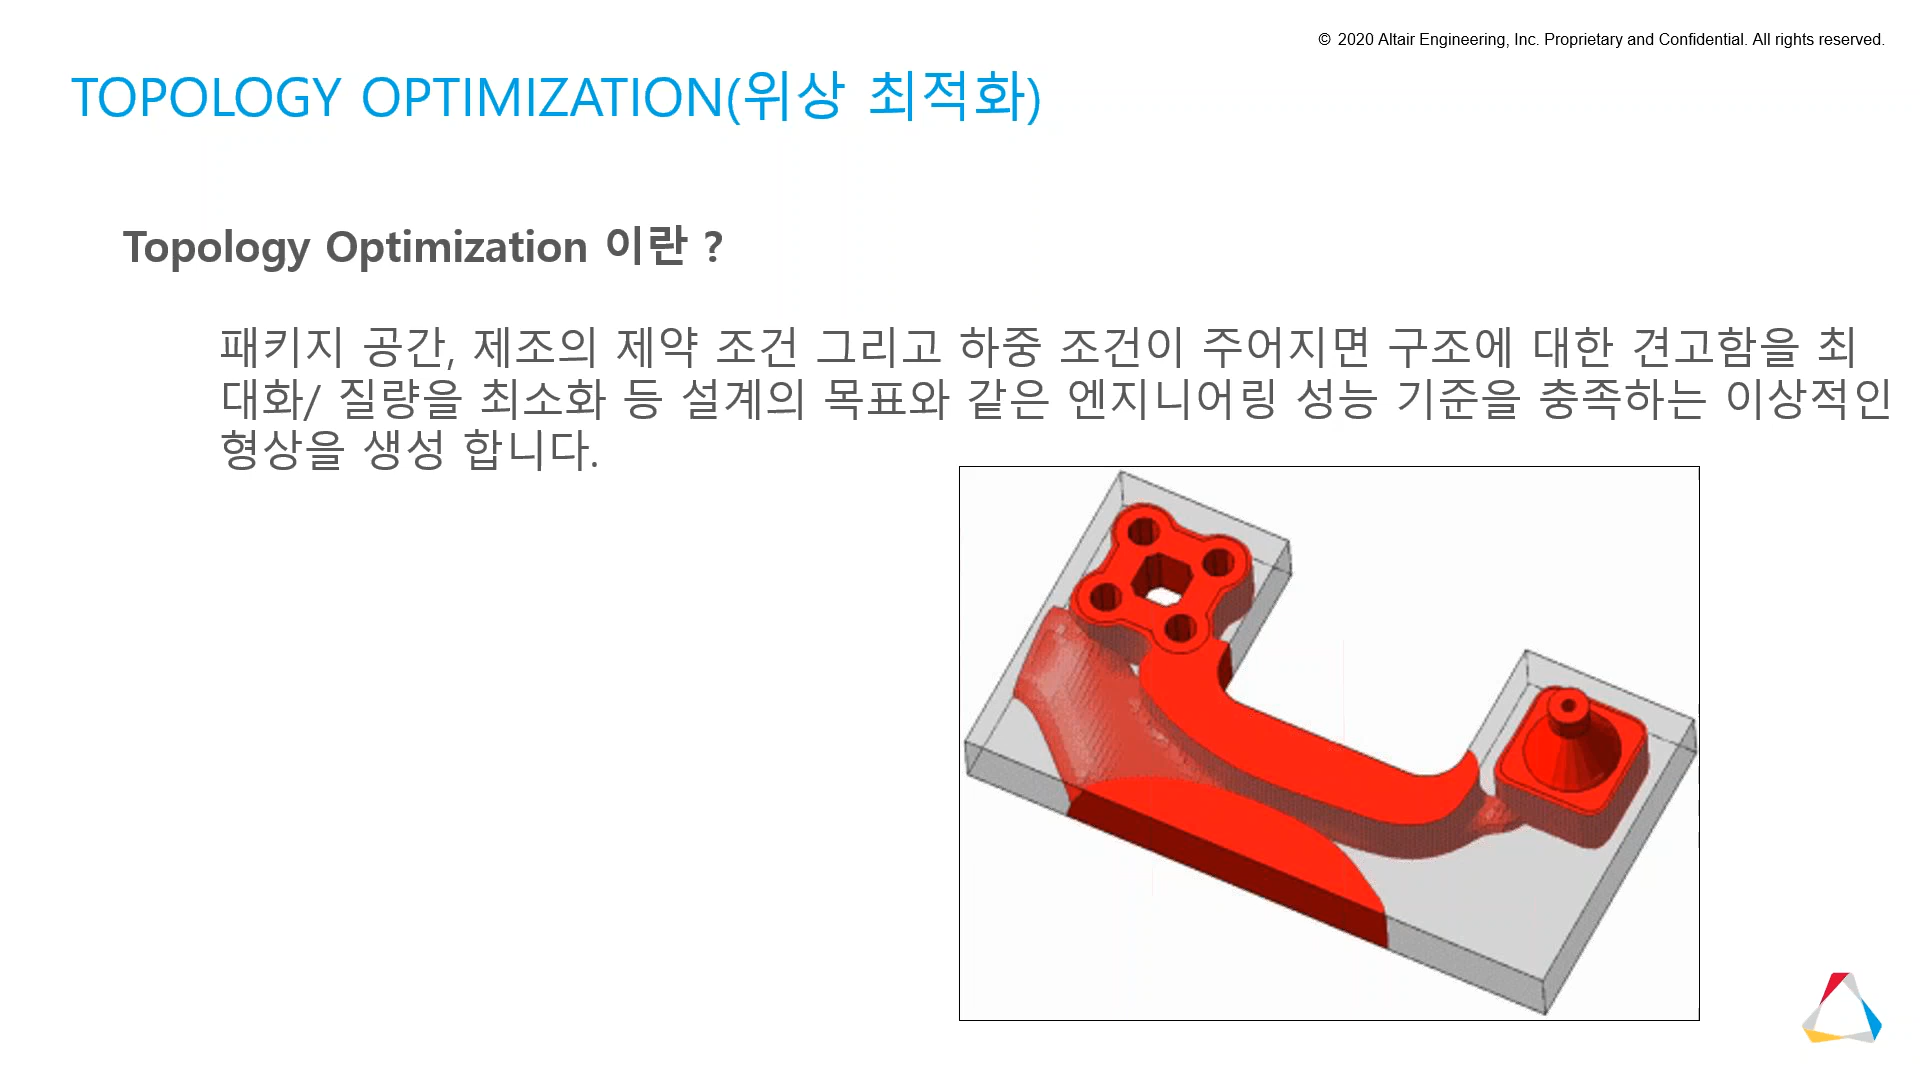 © 2020 Altair Engineering, Inc. Proprietary and Confidential. All rights reserved.
TOPOLOGY OPTIMIZATION(위상 최적화)
Topology Optimization 이란 ?
패키지 공간, 제조의 제약 조건 그리고 하중 조건이 주어지면 구조에 대한 견고함을 최
대화/ 질량을 최소화 등 설계의 목표와 같은 엔지니어링 성능 기준을 충족하는 이상적인
형상을 생성 합니다.